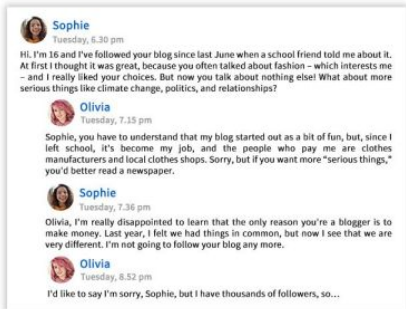 Sophie
Tuesday, 6.30 pm
Hi. I'm 16 and I've followed your blog since last June when a school friend told me about it.
At first I thought it was great, because you often talked about fashion – which interests me
– and I really liked your choices. But now you talk about nothing else! What about more
serious things like climate change, politics, and relationships?
Olivia
Tuesday, 7.15 pm
Sophie, you have to understand that my blog started out as a bit of fun, but, since I
left school, it's become my job, and the people who pay me are clothes
manufacturers and local clothes shops. Sorry, but if you want more “serious things,”
you'd better read a newspaper.
Sophie
Tuesday, 7.36 pm
Olivia, I'm really disappointed to learn that the only reason you're a blogger is to
make money. Last year, I felt we had things in common, but now I see that we are
very different. I'm not going to follow your blog any more.
Olivia
Tuesday, 8.52 pm
I'd like to say I'm sorry, Sophie, but I have thousands of followers, so…